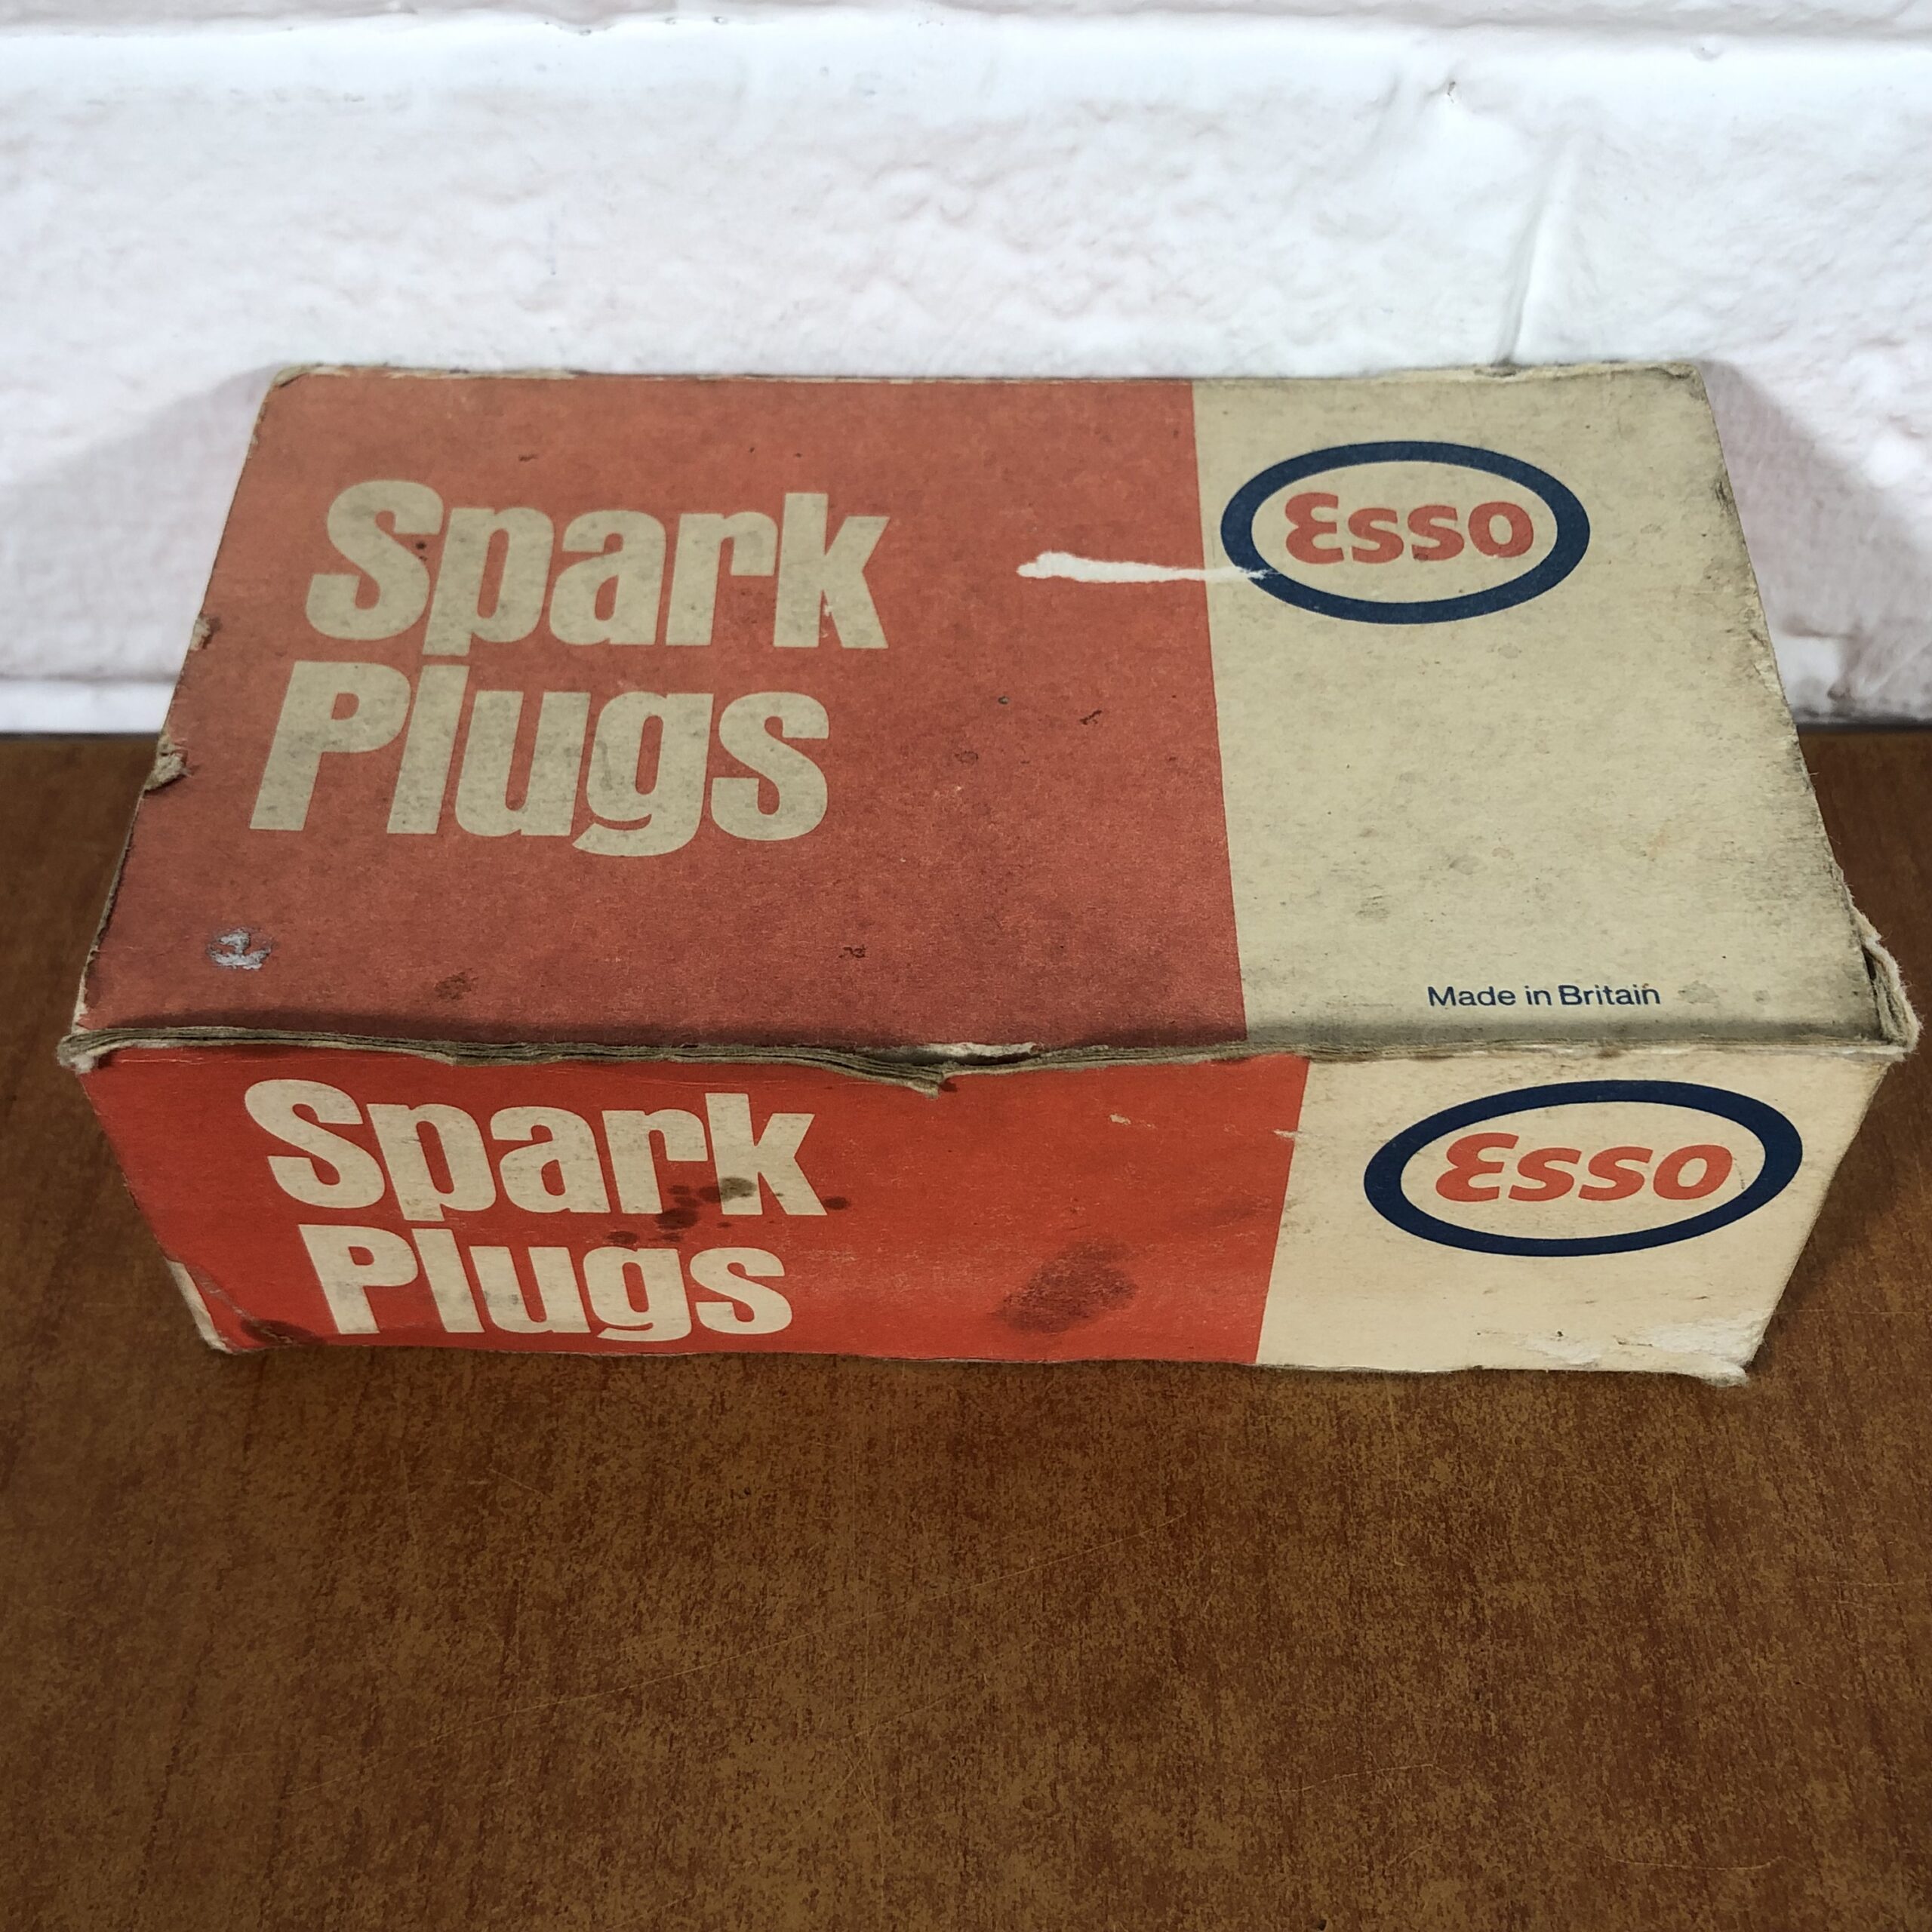 Spark
Plugs
Esso
Made in Britain
Spark
Plugs
Esso